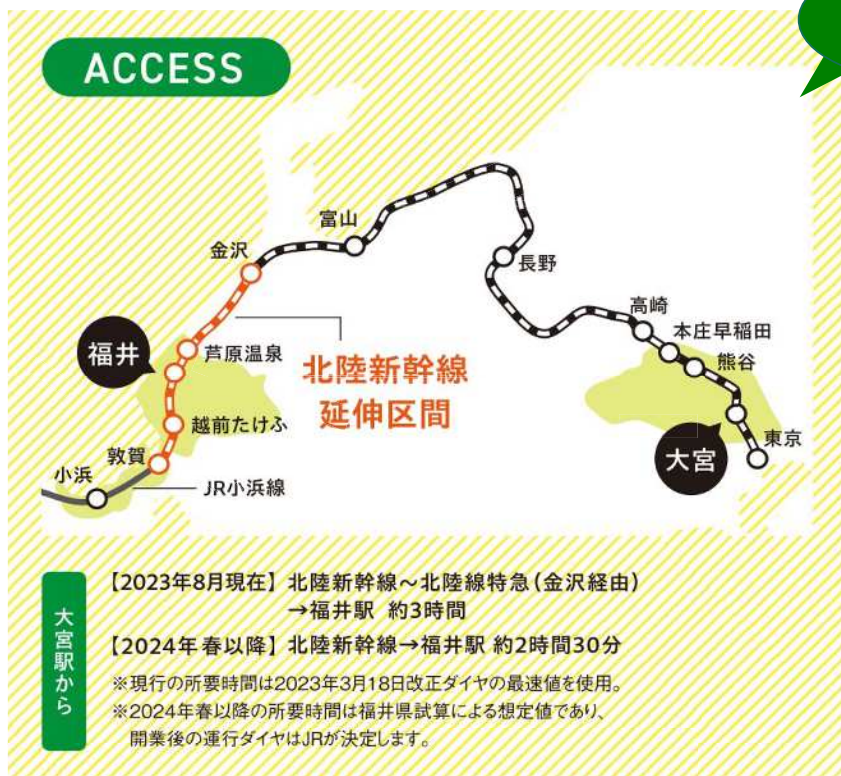 ACCESS
富山
金沢
長野
高崎
本庄早稲田
熊谷
福井
芦原温泉
北陸新幹線
延伸区間
越前たけふ
大宮
東京
敦賀
小浜
JR小浜線
大宮駅から
【2023年8月現在】北陸新幹線～北陸線特急(金沢経由)
→福井駅 約3時間
【2024年春以降】北陸新幹線→福井駅 約2時間30分
※現行の所要時間は2023年3月18日改正ダイヤの最速値を使用。
※2024年春以降の所要時間は福井県試算による想定値であり、
開業後の運行ダイヤはJRが決定します。